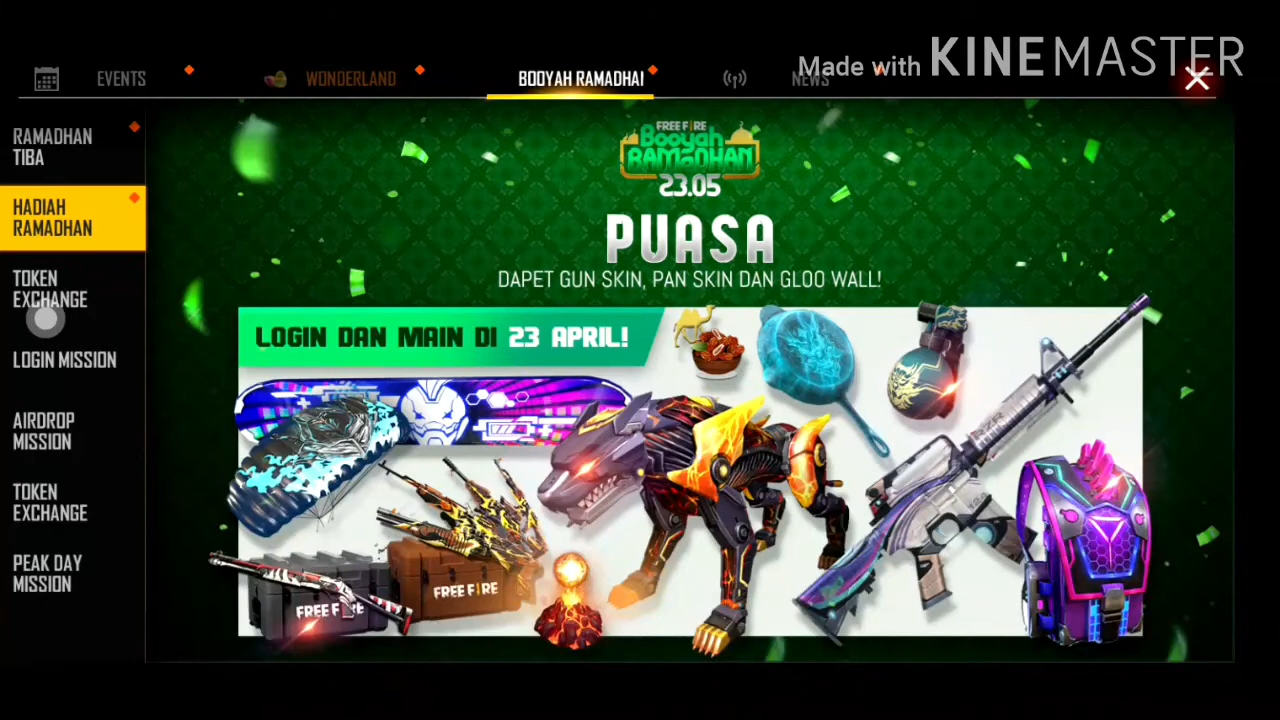 Made with KINEMASTER
EVENTS
WONDERLAND
BOOYAH RAMADHAI
NEWS
RAMADHAN
TIBA
HADIAH
RAMADHAN
TOKEN
EXCHANGE
LOGIN MISSION
AIRDROP
MISSION
TOKEN
EXCHANGE
PEAK DAY
MISSION
FREE FIRE
Booyah
RAMADHAN
23.05
PUASA
DAPET GUN SKIN, PAN SKIN DAN GLOO WALL!
LOGIN DAN MAIN DI 23 APRIL!
FREE FIRE
FREE FIRE